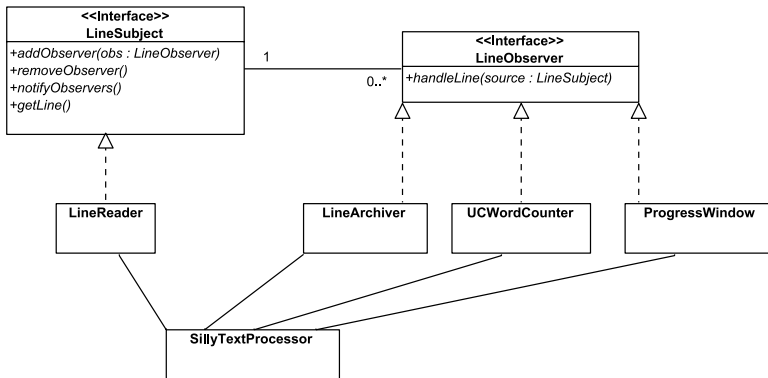 <<Interface>>
LineSubject
+addObserver(obs : LineObserver)
+removeObserver()
+notifyObservers()
+getLine()
1
0..*
<<Interface>>
LineObserver
+handleLine(source : LineSubject)
LineReader
LineArchiver
UCWordCounter
ProgressWindow
SillyTextProcessor